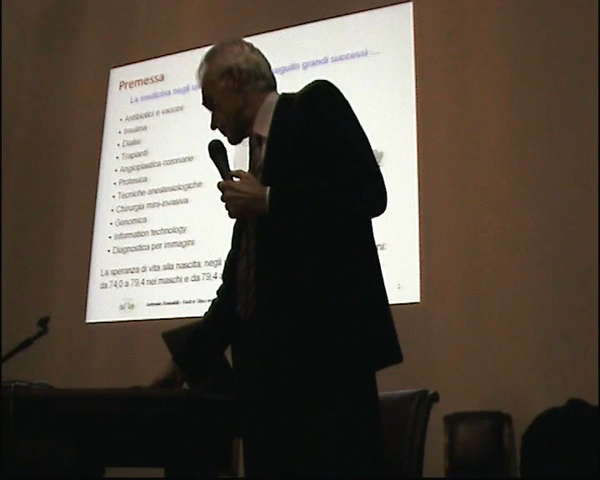 Premessa
La medicina negli seguito grandi successi ...
• Antibiotici e vaccini
• Insulina
• Dialisi
• Trapianti
• Angioplastica coronarie
• Protesica
• Tecniche anestesiologiche
• Chirurgia mini-invasiva
• Genomica
• Information technology
• Diagnostica per immagini
La speranza di vita alla nascita, negli
da 74,0 a 79,4 nei maschi e da 79,4